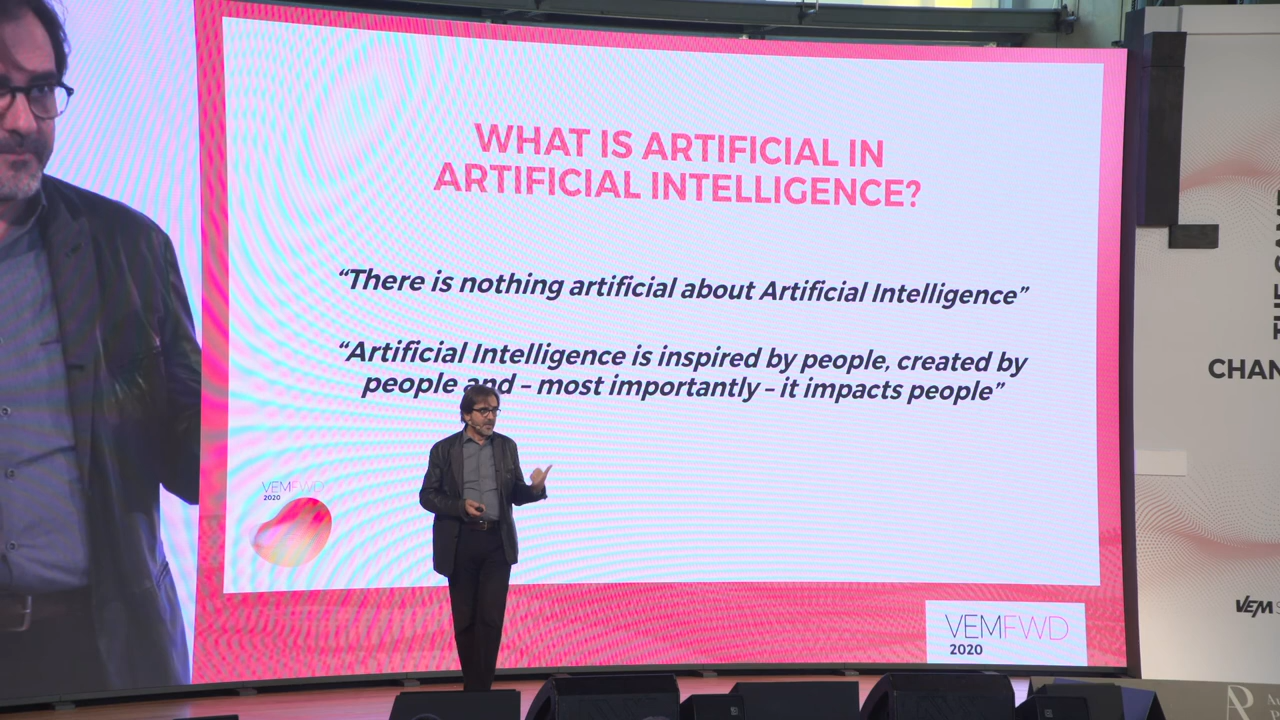 WHAT IS ARTIFICIAL IN
ARTIFICIAL INTELLIGENCE?
“There is nothing artificial about Artificial Intelligence”
“Artificial Intelligence is inspired by people, created by
people and – most importantly – it impacts people”
VEMFWD
2020
VEMFWD
2020
CHAN
VEM